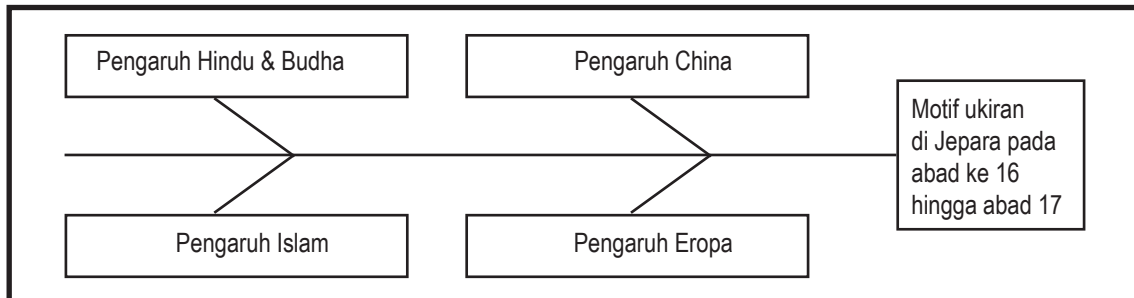 Pengaruh Hindu & Budha
Pengaruh China
Motif ukiran
di Jepara pada
abad ke 16
hingga abad 17
Pengaruh Islam
Pengaruh Eropa